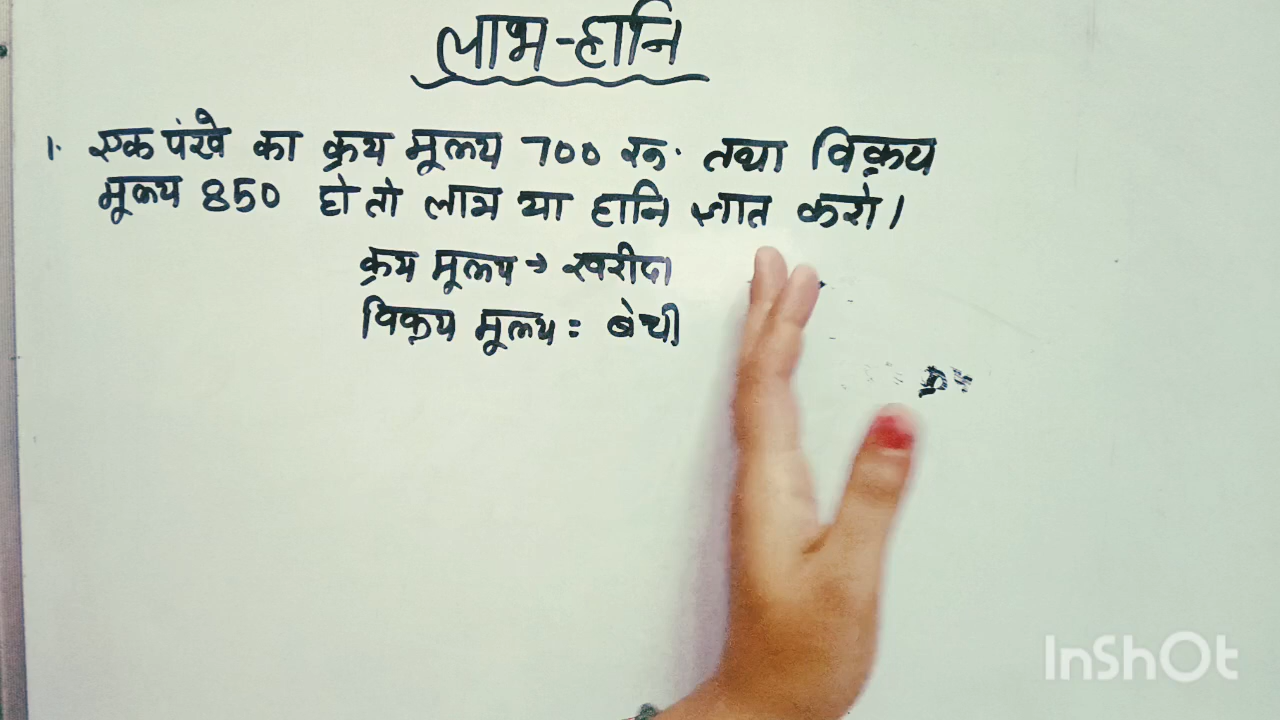 लाभ-हानि
1. एक पंखे का क्रय मूल्य 700 रू. तथा विक्रय
मूल्य 850 हो तो लाभ या हानि ज्ञात करो।
क्रय मूल्य → खरीदा
विक्रय मूल्य = बेची
InShOt